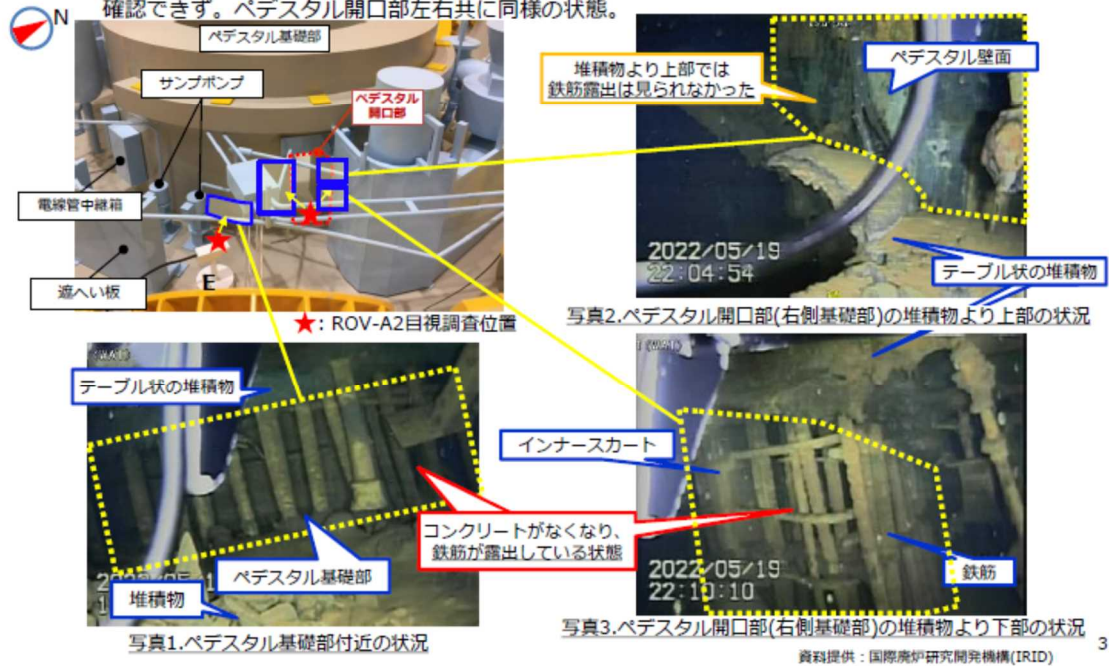 確認できず。ペデスタル開口部左右共に同様の状態。
N
ペデスタル基礎部
サンプポンプ
ペデスタル
開口部
電線管中継箱
遮へい板
E
★: ROV-A2目視調査位置
堆積物より上部では
鉄筋露出は見られなかった
ペデスタル壁面
2022/05/19
22:04:54
テーブル状の堆積物
写真2.ペデスタル開口部(右側基礎部)の堆積物より上部の状況
テーブル状の堆積物
ペデスタル基礎部
堆積物
写真1.ペデスタル基礎部付近の状況
コンクリートがなくなり、
鉄筋が露出している状態
インナースカート
鉄筋
2022/05/19
22:10:10
写真3.ペデスタル開口部(右側基礎部)の堆積物より下部の状況
資料提供：国際廃炉研究開発機構(IRID)
3